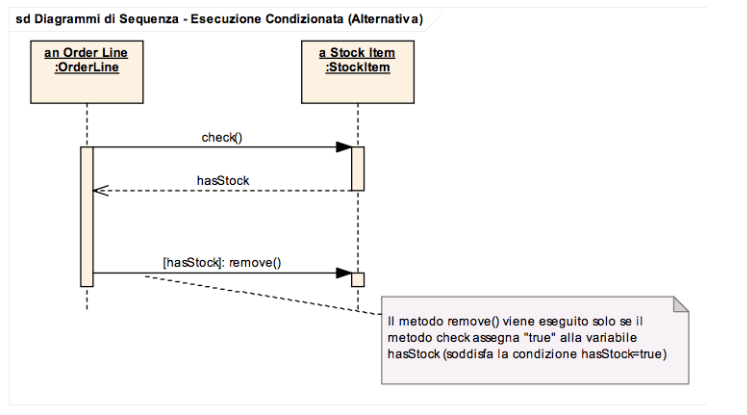 sd Diagrammi di Sequenza - Esecuzione Condizionata (Alternativa)
an Order Line
:OrderLine
a Stock Item
:StockItem
check()
hasStock
[hasStock]: remove()
Il metodo remove() viene eseguito solo se il
metodo check assegna "true" alla variabile
hasStock (soddisfa la condizione hasStock=true)